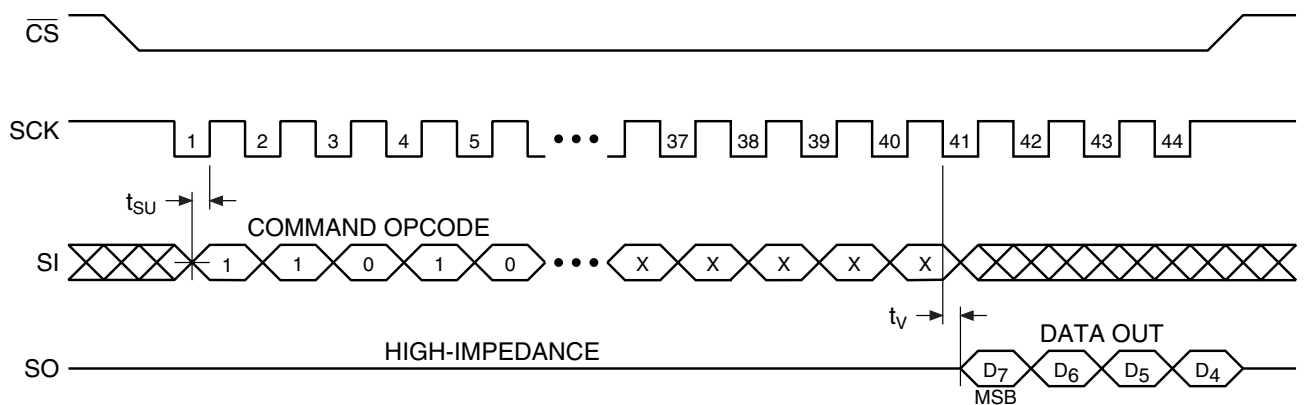 CS
SCK 1 2 3 4 5 ••• 37 38 39 40 41 42 43 44
tSU
COMMAND OPCODE
SI 1 1 0 1 0 ••• X X X X X
tV
DATA OUT
HIGH-IMPEDANCE
SO D7 D6 D5 D4
MSB